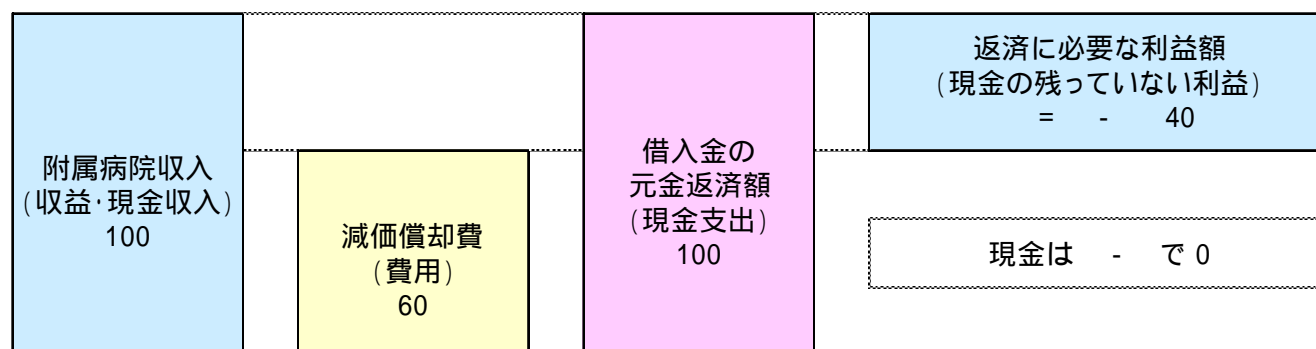 附属病院収入
(収益・現金収入)
100
減価償却費
(費用)
60
借入金の
元金返済額
(現金支出)
100
返済に必要な利益額
(現金の残っていない利益)
= - 40
現金は - で 0